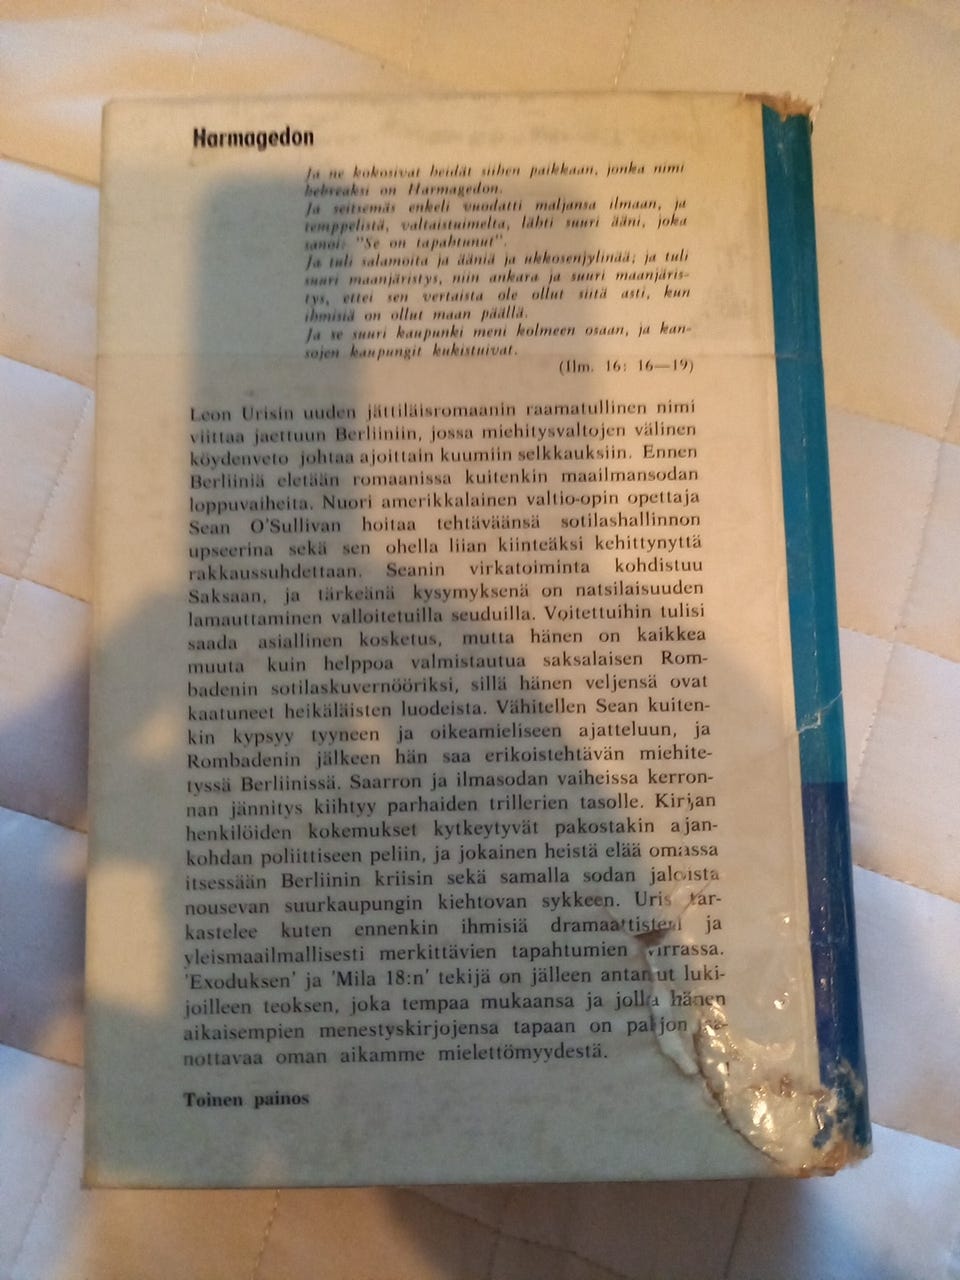 Harmagedon
Ja ne kokosivat heidät siihen paikkaan, jonka nimi
hebreaksi on Harmagedon.
Ja seitsemäs enkeli vuodatti maljansa ilmaan, ja
temppelistä, valtaistuimelta, lähti suuri ääni, joka
sanoi: "Se on tapahtunut".
Ja tuli salamoita ja ääniä ja ukkosenjylinää; ja tuli
suuri maanjäristys, niin ankara ja suuri maanjäris-
tys, ettei sen vertaista ole ollut siitä asti, kun
ihmisiä on ollut maan päällä.
Ja se suuri kaupunki meni kolmeen osaan, ja kan-
sojen kaupungit kukistuivat.
(Ilm. 16: 16—19)
Leon Urisin uuden jättiläisromaanin raamatullinen nimi
viittaa jaettuun Berliiniin, jossa miehitysvaltojen välinen
köydenveto johtaa ajoittain kuumiin selkkauksiin. Ennen
Berliiniä eletään romaanissa kuitenkin maailmansodan
loppuvaiheita. Nuori amerikkalainen valtio-opin opettaja
Sean O'Sullivan hoitaa tehtäväänsä sotilashallinnon
upseerina sekä sen ohella liian kiinteäksi kehittynyttä
rakkaussuhdettaan. Seanin virkatoiminta kohdistuu
Saksaan, ja tärkeänä kysymyksenä on natsilaisuuden
lamauttaminen valloitetuilla seuduilla. Voitettuihin tulisi
saada asiallinen kosketus, mutta hänen on kaikkea
muuta kuin helppoa valmistautua saksalaisen Rom-
badenin sotilaskuvernööriksi, sillä hänen veljensä ovat
kaatuneet heikäläisten luodeista. Vähitellen Sean kuiten-
kin kypsyy tyyneen ja oikeamieliseen ajatteluun, ja
Rombadenin jälkeen hän saa erikoistehtävän miehite-
tyssä Berliinissä. Saarron ja ilmasodan vaiheissa kerron-
nan jännitys kiihtyy parhaiden trillerien tasolle. Kirjan
henkilöiden kokemukset kytkeytyvät pakostakin ajan-
kohdan poliittiseen peliin, ja jokainen heistä elää omassa
itsessään Berliinin kriisin sekä samalla sodan jaloista
nousevan suurkaupungin kiehtovan sykkeen. Uris tar-
kastelee kuten ennenkin ihmisiä dramaattisten ja
yleismaailmallisesti merkittävien tapahtumien virrassa.
'Exoduksen' ja 'Mila 18:n' tekijä on jälleen antanut luki-
joilleen teoksen, joka tempaa mukaansa ja jolla hänen
aikaisempien menestyskirjojensa tapaan on paljon
nottavaa oman aikamme mielettömyydestä.
Toinen painos